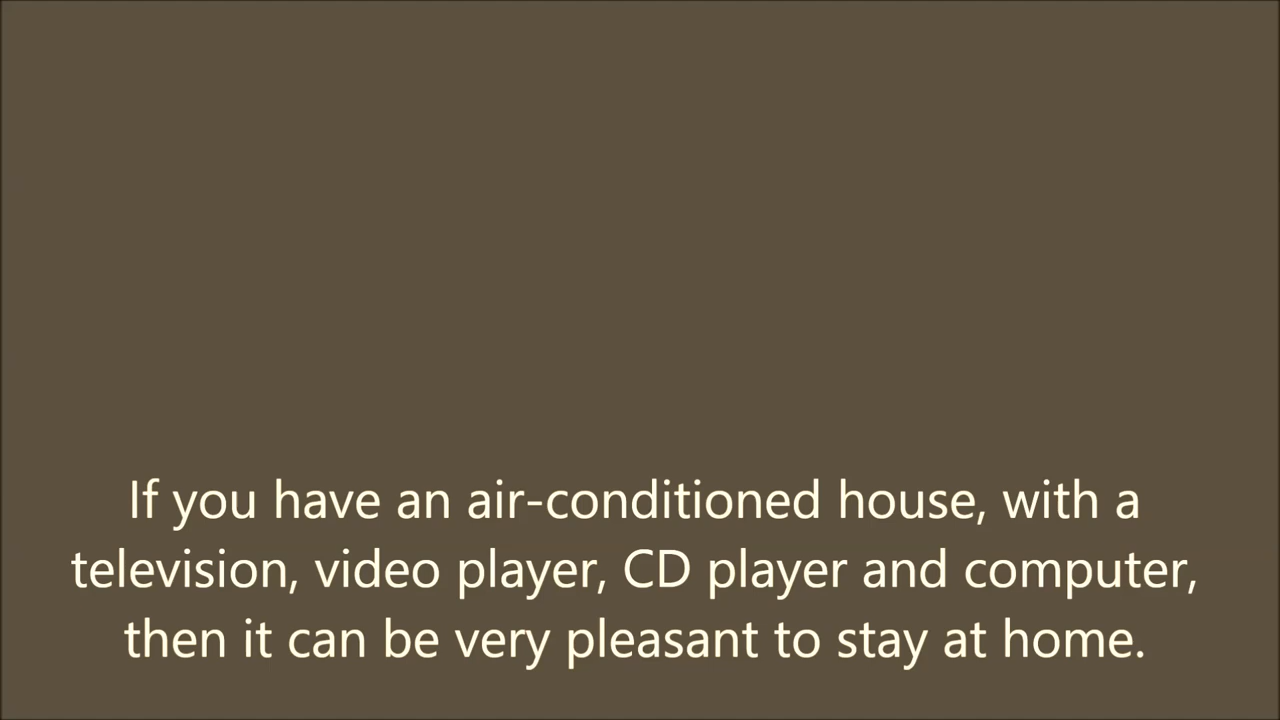 If you have an air-conditioned house, with a
television, video player, CD player and computer,
then it can be very pleasant to stay at home.